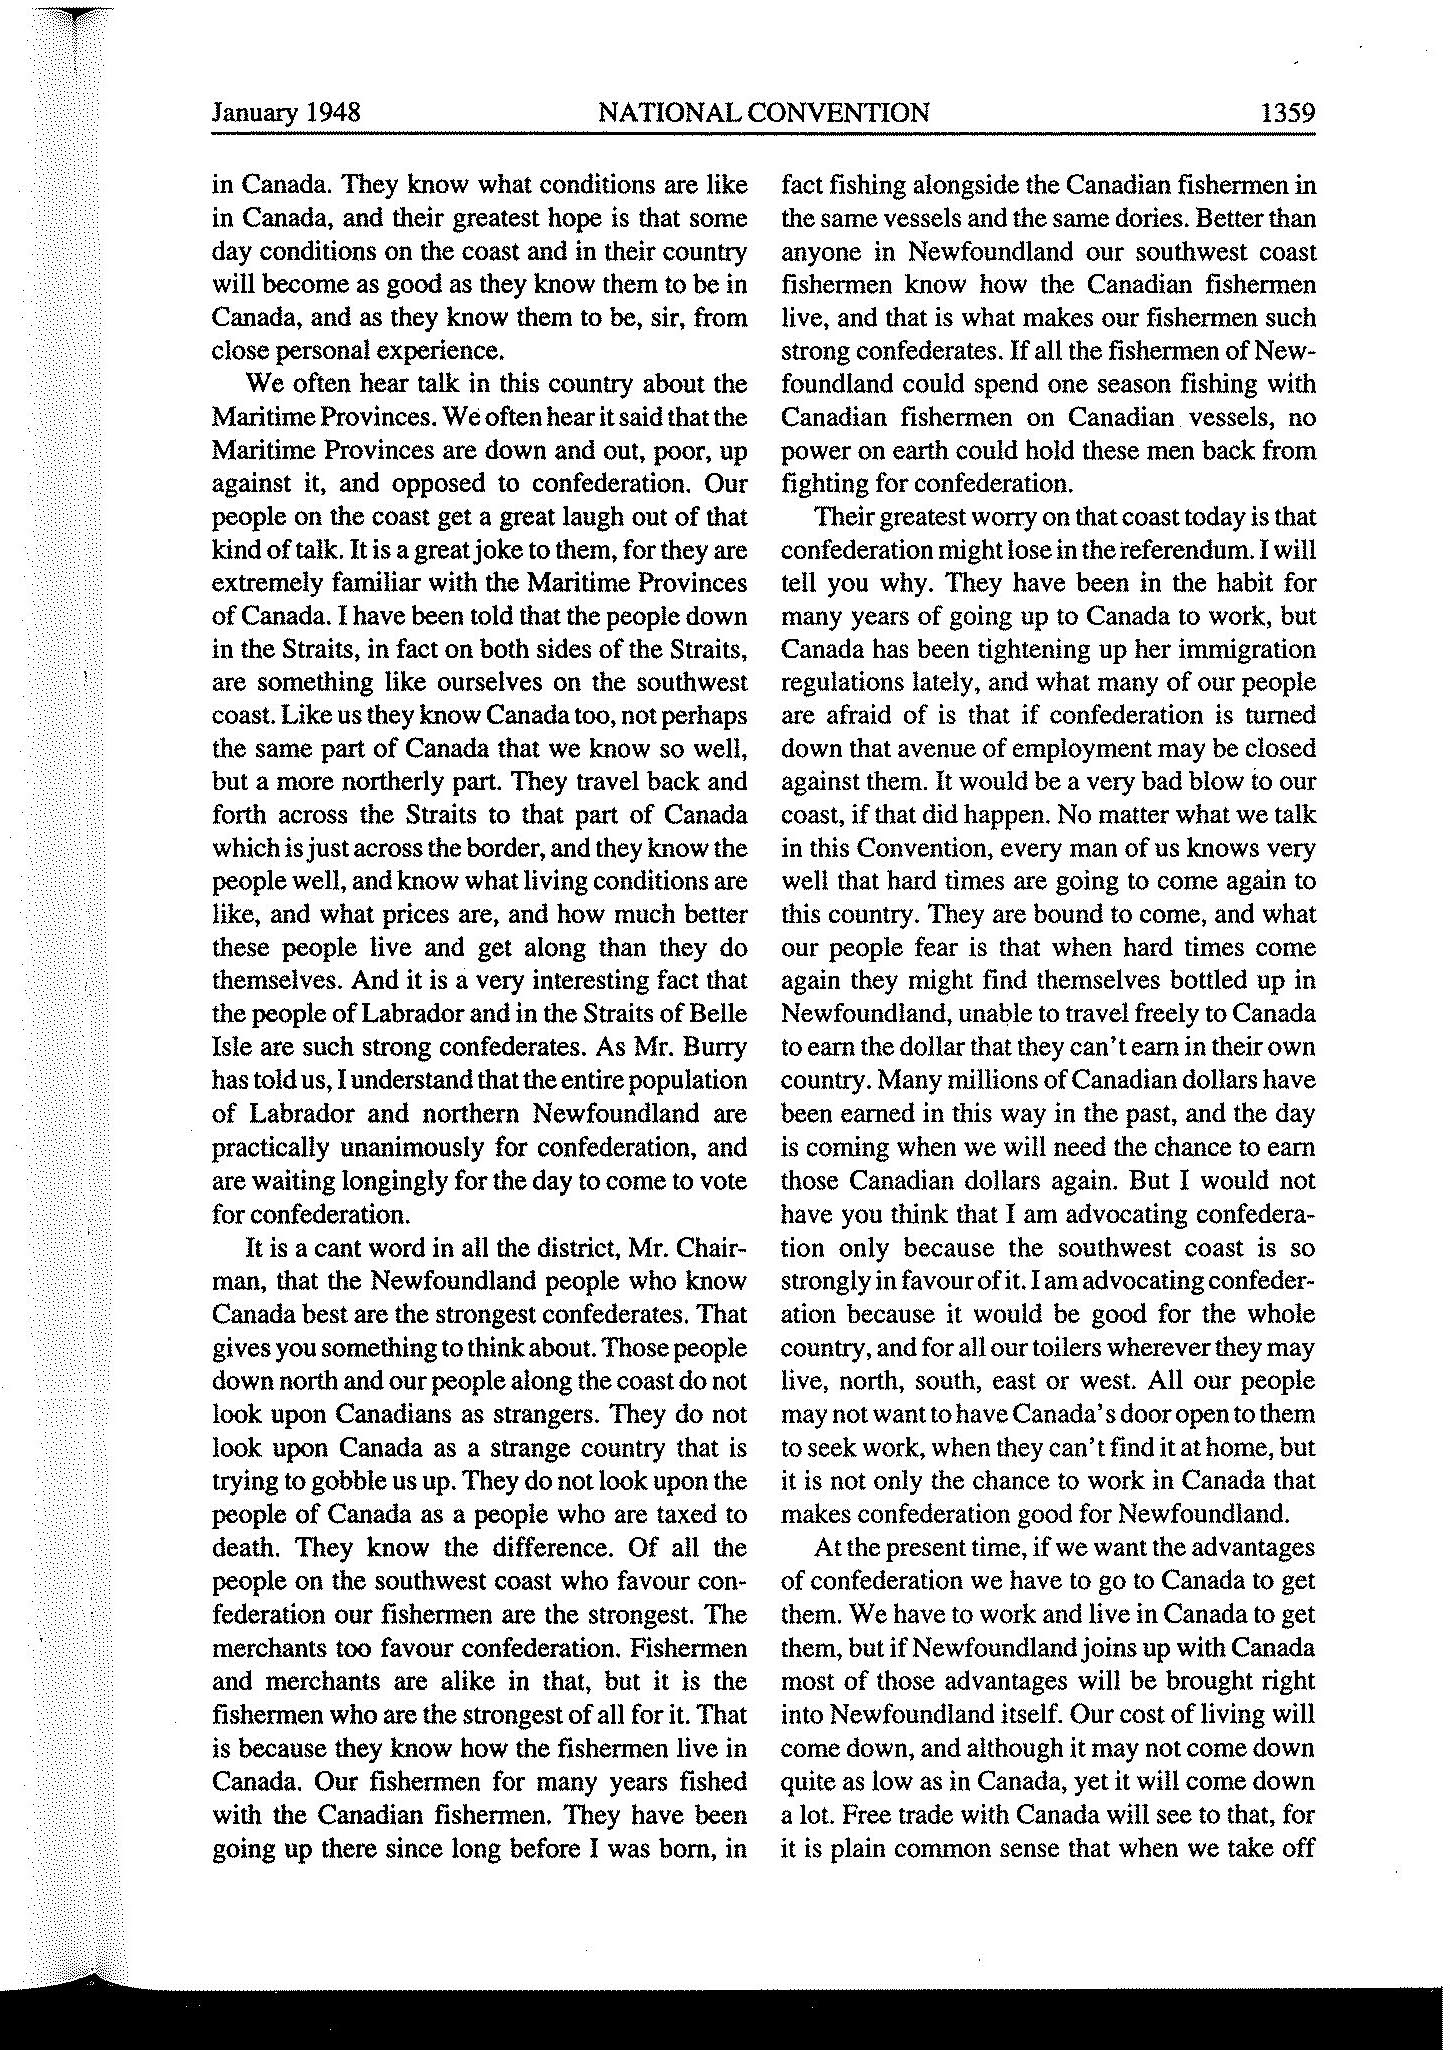 January 1948
NATIONAL CONVENTION
1359
in Canada. They know what conditions are like
in Canada, and their greatest hope is that some
day conditions on the coast and in their country
will become as good as they know them to be in
Canada, and as they know them to be, sir, from
close personal experience.
We often hear talk in this country about the
Maritime Provinces. We often hear it said that the
Maritime Provinces are down and out, poor, up
against it, and opposed to confederation. Our
people on the coast get a great laugh out of that
kind of talk. It is a great joke to them, for they are
extremely familiar with the Maritime Provinces
of Canada. I have been told that the people down
in the Straits, in fact on both sides of the Straits,
are something like ourselves on the southwest
coast. Like us they know Canada too, not perhaps
the same part of Canada that we know so well,
but a more northerly part. They travel back and
forth across the Straits to that part of Canada
which is just across the border, and they know the
people well, and know what living conditions are
like, and what prices are, and how much better
these people live and get along than they do
themselves. And it is a very interesting fact that
the people of Labrador and in the Straits of Belle
Isle are such strong confederates. As Mr. Burry
has told us, I understand that the entire population
of Labrador and northern Newfoundland are
practically unanimously for confederation, and
are waiting longingly for the day to come to vote
for confederation.
It is a cant word in all the district, Mr. Chair-
man, that the Newfoundland people who know
Canada best are the strongest confederates. That
gives you something to think about. Those people
down north and our people along the coast do not
look upon Canadians as strangers. They do not
look upon Canada as a strange country that is
trying to gobble us up. They do not look upon the
people of Canada as a people who are taxed to
death. They know the difference. Of all the
people on the southwest coast who favour con-
federation our fishermen are the strongest. The
merchants too favour confederation. Fishermen
and merchants are alike in that, but it is the
fishermen who are the strongest of all for it. That
is because they know how the fishermen live in
Canada. Our fishermen for many years fished
with the Canadian fishermen. They have been
going up there since long before I was born, in
fact fishing alongside the Canadian fishermen in
the same vessels and the same dories. Better than
anyone in Newfoundland our southwest coast
fishermen know how the Canadian fishermen
live, and that is what makes our fishermen such
strong confederates. If all the fishermen of New-
foundland could spend one season fishing with
Canadian fishermen on Canadian vessels, no
power on earth could hold these men back from
fighting for confederation.
Their greatest worry on that coast today is that
confederation might lose in the referendum. I will
tell you why. They have been in the habit for
many years of going up to Canada to work, but
Canada has been tightening up her immigration
regulations lately, and what many of our people
are afraid of is that if confederation is turned
down that avenue of employment may be closed
against them. It would be a very bad blow to our
coast, if that did happen. No matter what we talk
in this Convention, every man of us knows very
well that hard times are going to come again to
this country. They are bound to come, and what
our people fear is that when hard times come
again they might find themselves bottled up in
Newfoundland, unable to travel freely to Canada
to earn the dollar that they can't earn in their own
country. Many millions of Canadian dollars have
been earned in this way in the past, and the day
is coming when we will need the chance to earn
those Canadian dollars again. But I would not
have you think that I am advocating confedera-
tion only because the southwest coast is so
strongly in favour of it. I am advocating confeder-
ation because it would be good for the whole
country, and for all our toilers wherever they may
live, north, south, east or west. All our people
may not want to have Canada's door open to them
to seek work, when they can't find it at home, but
it is not only the chance to work in Canada that
makes confederation good for Newfoundland.
At the present time, if we want the advantages
of confederation we have to go to Canada to get
them. We have to work and live in Canada to get
them, but if Newfoundland joins up with Canada
most of those advantages will be brought right
into Newfoundland itself. Our cost of living will
come down, and although it may not come down
quite as low as in Canada, yet it will come down
a lot. Free trade with Canada will see to that, for
it is plain common sense that when we take off